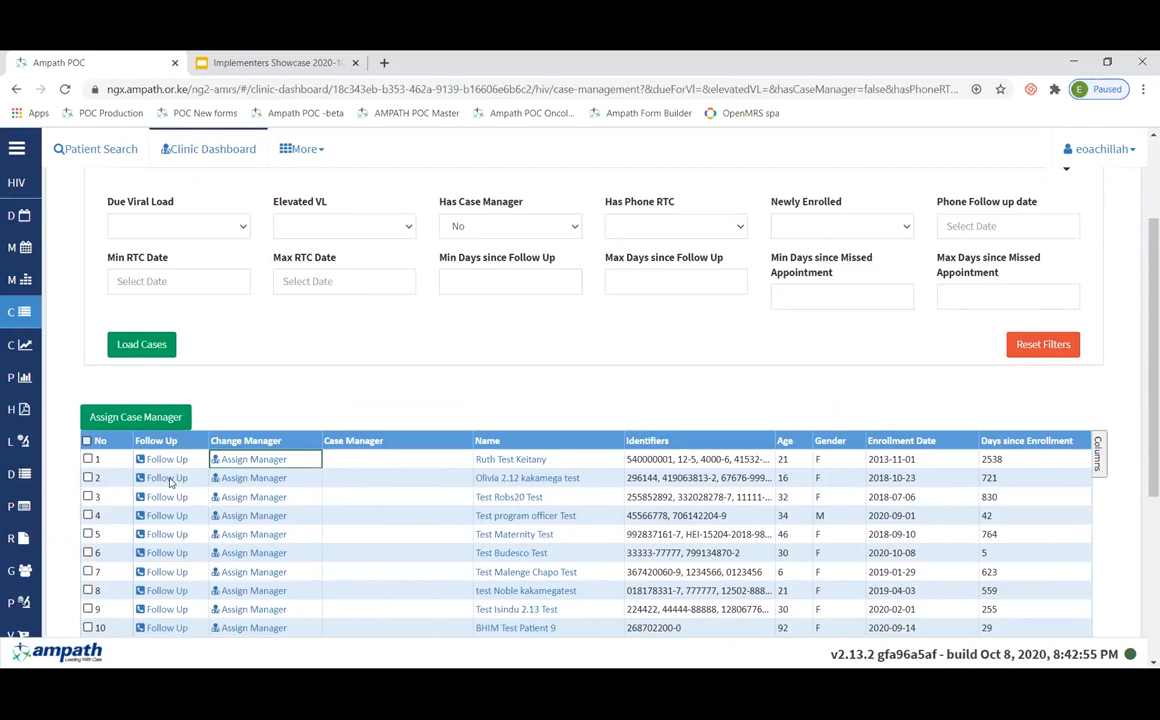 Ampath POC
Implementers Showcase 2020-10
ngx.ampath.or.ke/ng2-amrs/#/clinic-dashboard/18c343eb-b353-462a-9139-b16606e6b6c2/hiv/case-management?&dueForVl=&elevatedVL=&hasCaseManager=false&hasPhoneRT...
Paused
Apps POC Production POC New forms Ampath POC -beta AMPATH POC Master Ampath POC Oncol... Ampath Form Builder OpenMRS spa
Patient Search Clinic Dashboard More eoachillah
HIV
D
M
M
C
C
P
H
L
D
P
R
G
P
V
Due Viral Load Elevated VL Has Case Manager Has Phone RTC Newly Enrolled Phone Follow up date
No Select Date
Min RTC Date Max RTC Date Min Days since Follow Up Max Days since Follow Up Min Days since Missed Appointment Max Days since Missed Appointment
Select Date Select Date
Load Cases Reset Filters
Assign Case Manager
No Follow Up Change Manager Case Manager Name Identifiers Age Gender Enrollment Date Days since Enrollment
Columns
1 Follow Up Assign Manager Ruth Test Keitany 540000001, 12-5, 4000-6, 41532-... 21 F 2013-11-01 2538
2 Follow Up Assign Manager Olivia 2.12 kakamega test 296144, 419063813-2, 67676-999... 16 F 2018-10-23 721
3 Follow Up Assign Manager Test Robs20 Test 255852892, 332028278-7, 11111-... 32 F 2018-07-06 830
4 Follow Up Assign Manager Test program officer Test 45566778, 706142204-9 34 M 2020-09-01 42
5 Follow Up Assign Manager Test Maternity Test 992837161-7, HEI-15204-2018-98... 46 F 2018-09-10 764
6 Follow Up Assign Manager Test Budesco Test 33333-77777, 799134870-2 30 F 2020-10-08 5
7 Follow Up Assign Manager Test Malenge Chapo Test 367420060-9, 1234566, 0123456 6 F 2019-01-29 623
8 Follow Up Assign Manager test Noble kakamegatest 018178331-7, 777777, 12502-888... 21 F 2019-04-03 559
9 Follow Up Assign Manager Test Isindu 2.13 Test 224422, 44444-88888, 12806776... 30 F 2020-02-01 255
10 Follow Up Assign Manager BHIM Test Patient 9 268702200-0 92 F 2020-09-14 29
ampath
Leading With Care
v2.13.2 gfa96a5af - build Oct 8, 2020, 8:42:55 PM